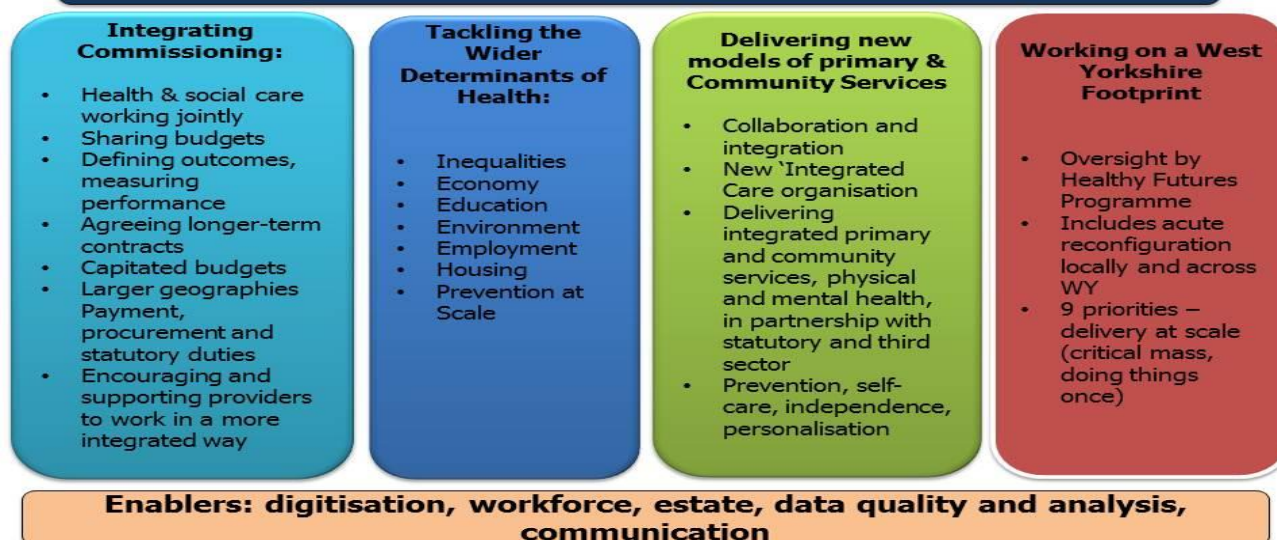 Integrating
Commissioning:
• Health & social care
working jointly
• Sharing budgets
• Defining outcomes,
measuring
performance
• Agreeing longer-term
contracts
• Capitated budgets
• Larger geographies
Payment,
procurement and
statutory duties
• Encouraging and
supporting providers
to work in a more
integrated way
Tackling the
Wider
Determinants of
Health:
• Inequalities
• Economy
• Education
• Environment
• Employment
• Housing
• Prevention at
Scale
Delivering new
models of primary &
Community Services
• Collaboration and
integration
• New ‘Integrated
Care organisation
• Delivering
integrated primary
and community
services, physical
and mental health,
in partnership with
statutory and third
sector
• Prevention, self-
care, independence,
personalisation
Working on a West
Yorkshire
Footprint
• Oversight by
Healthy Futures
Programme
• Includes acute
reconfiguration
locally and across
WY
• 9 priorities –
delivery at scale
(critical mass,
doing things
once)
Enablers: digitisation, workforce, estate, data quality and analysis,
communication